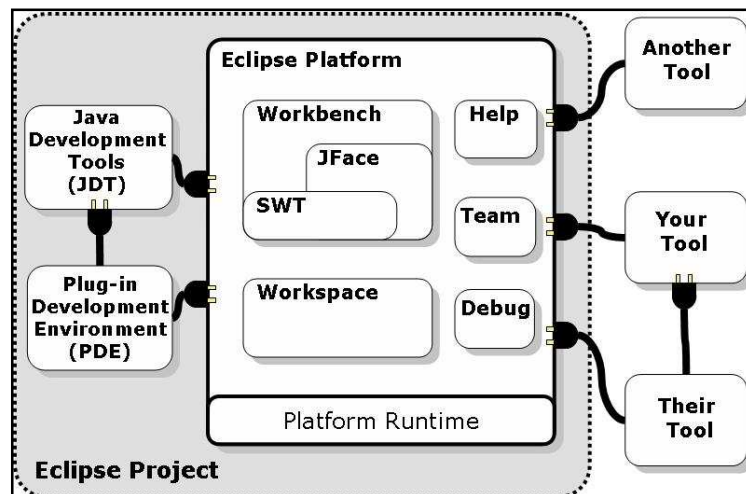 Eclipse Platform
Another
Tool
Workbench
Help
Java
Development
Tools
(JDT)
JFace
SWT
Team
Your
Tool
Plug-in
Development
Environment
(PDE)
Workspace
Debug
Their
Tool
Platform Runtime
Eclipse Project